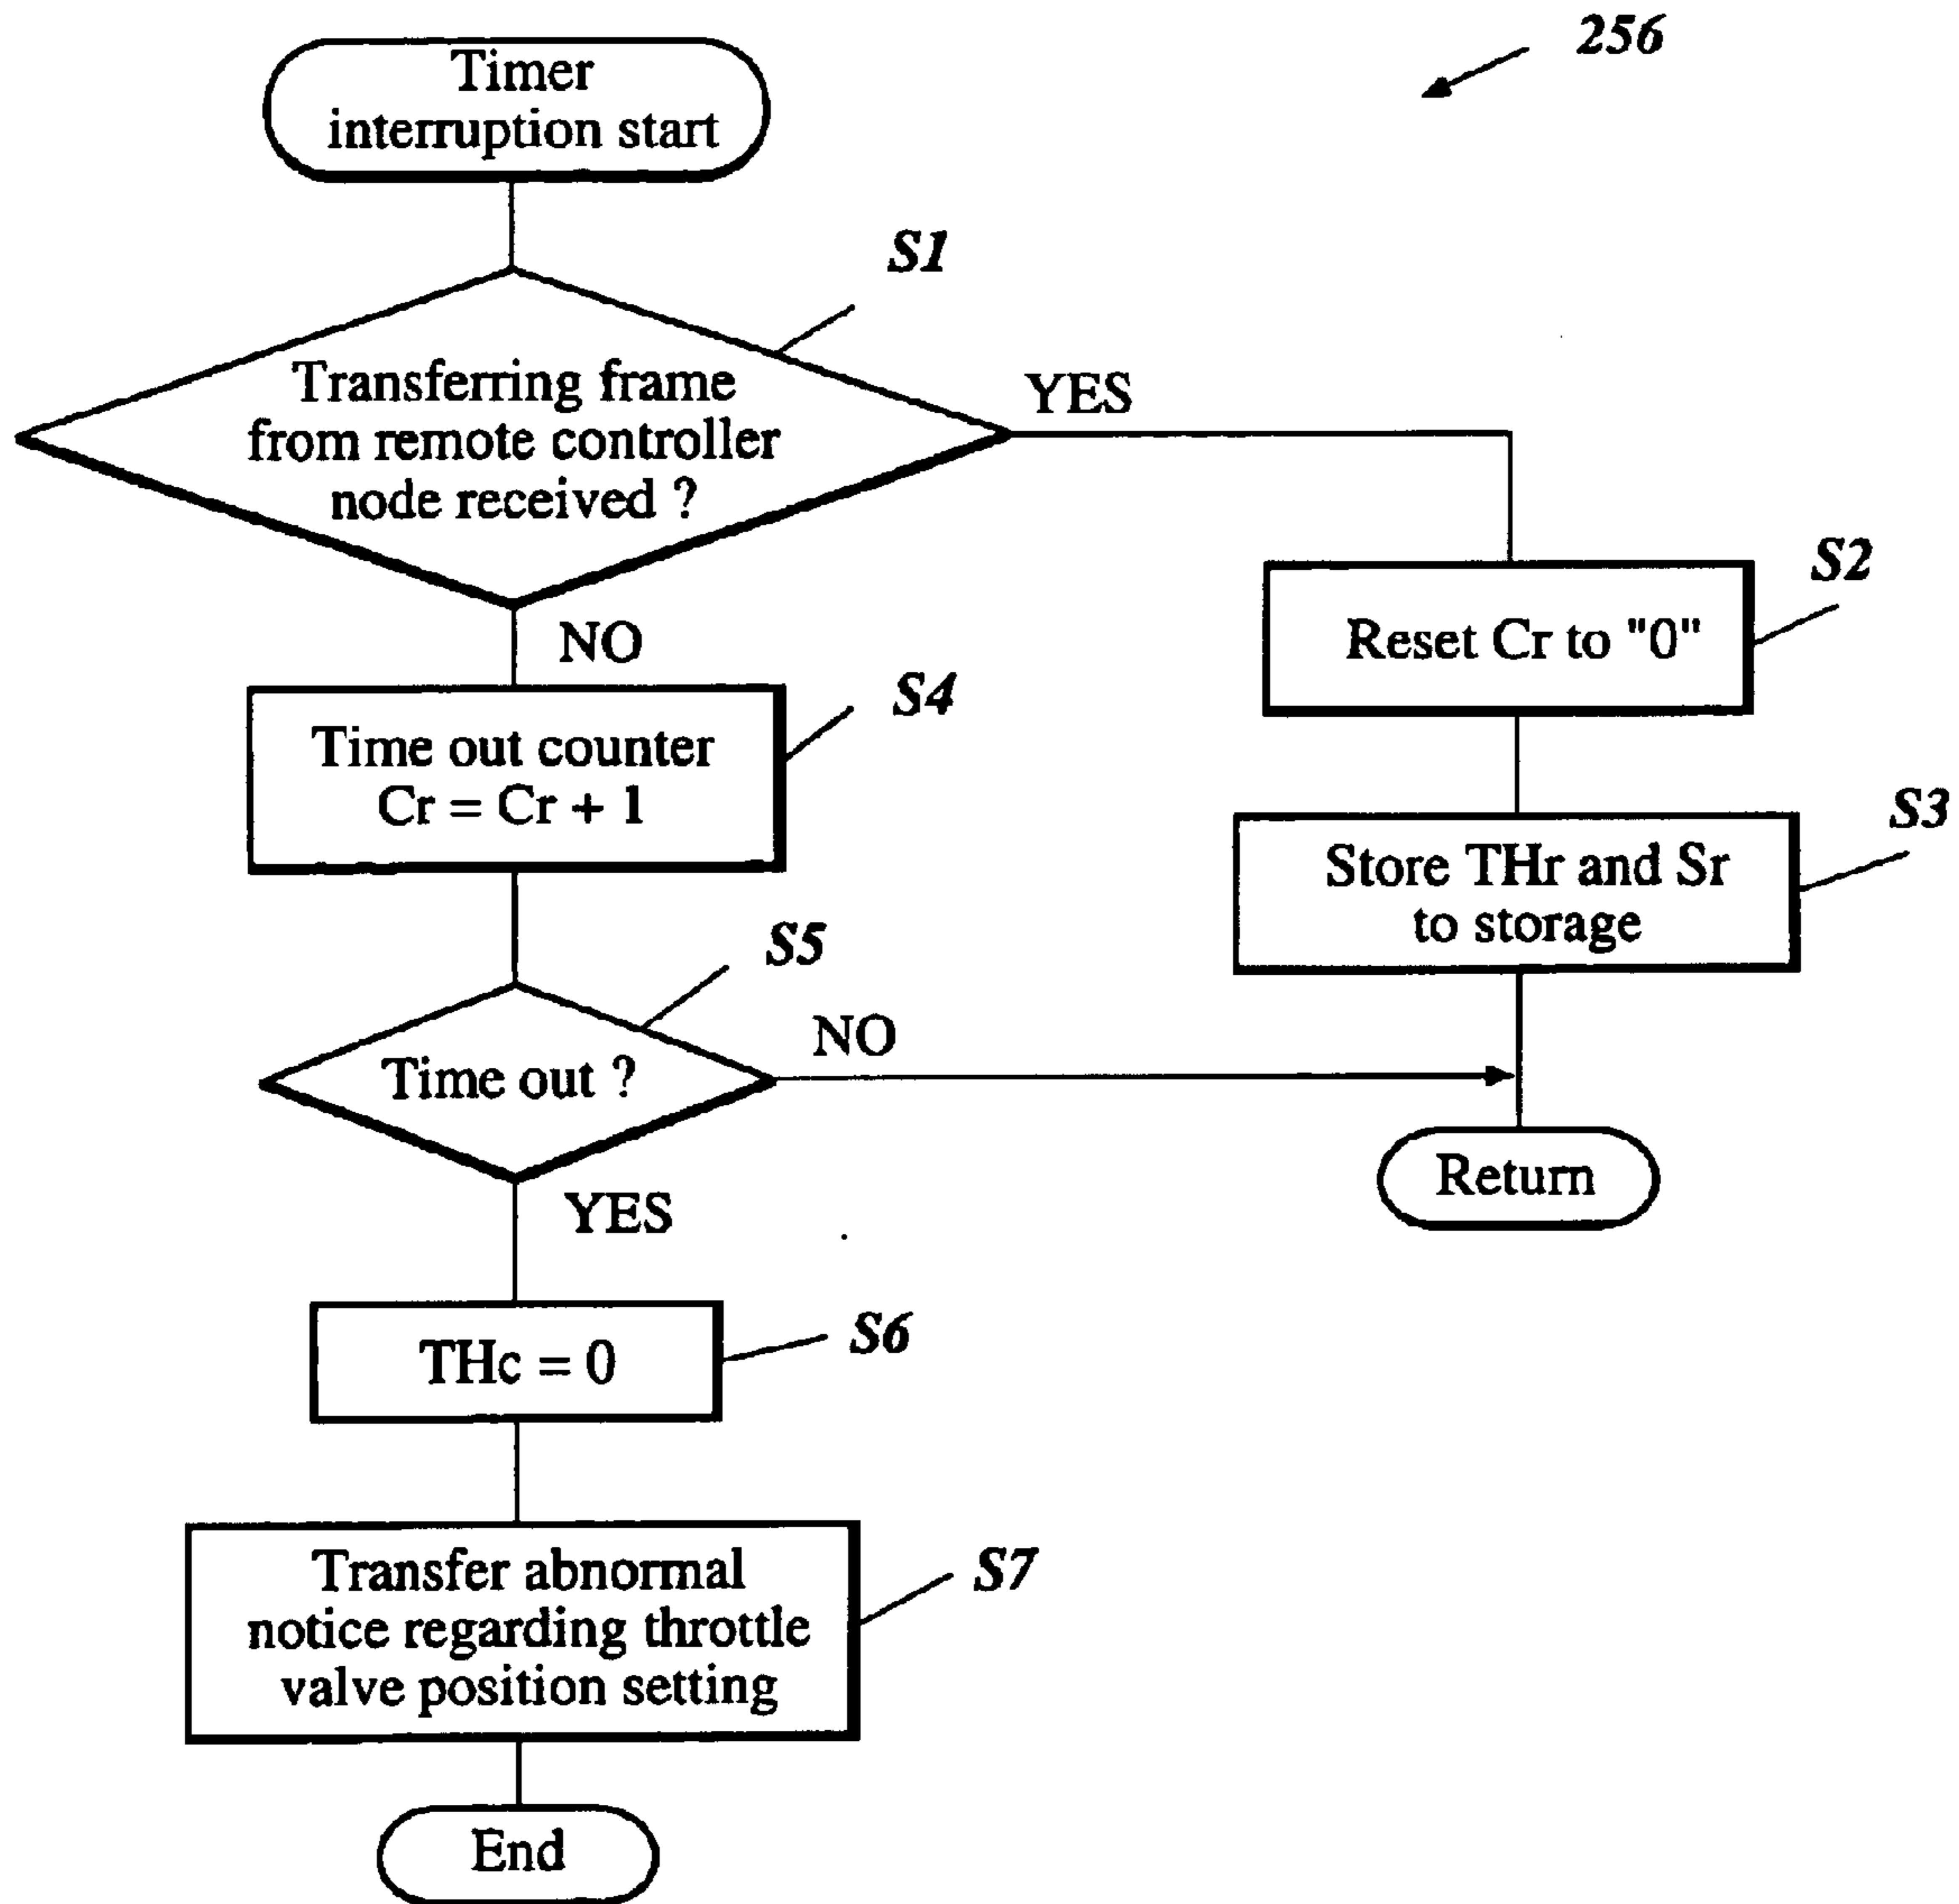 256
Timer
interruption start
S1
Transferring frame
from remote controller
node received ?
YES
NO
S2
Reset Cr to "0"
S4
Time out counter
Cr = Cr + 1
S3
Store THr and Sr
to storage
S5
Time out ?
NO
YES
Return
S6
THc = 0
S7
Transfer abnormal
notice regarding throttle
valve position setting
End